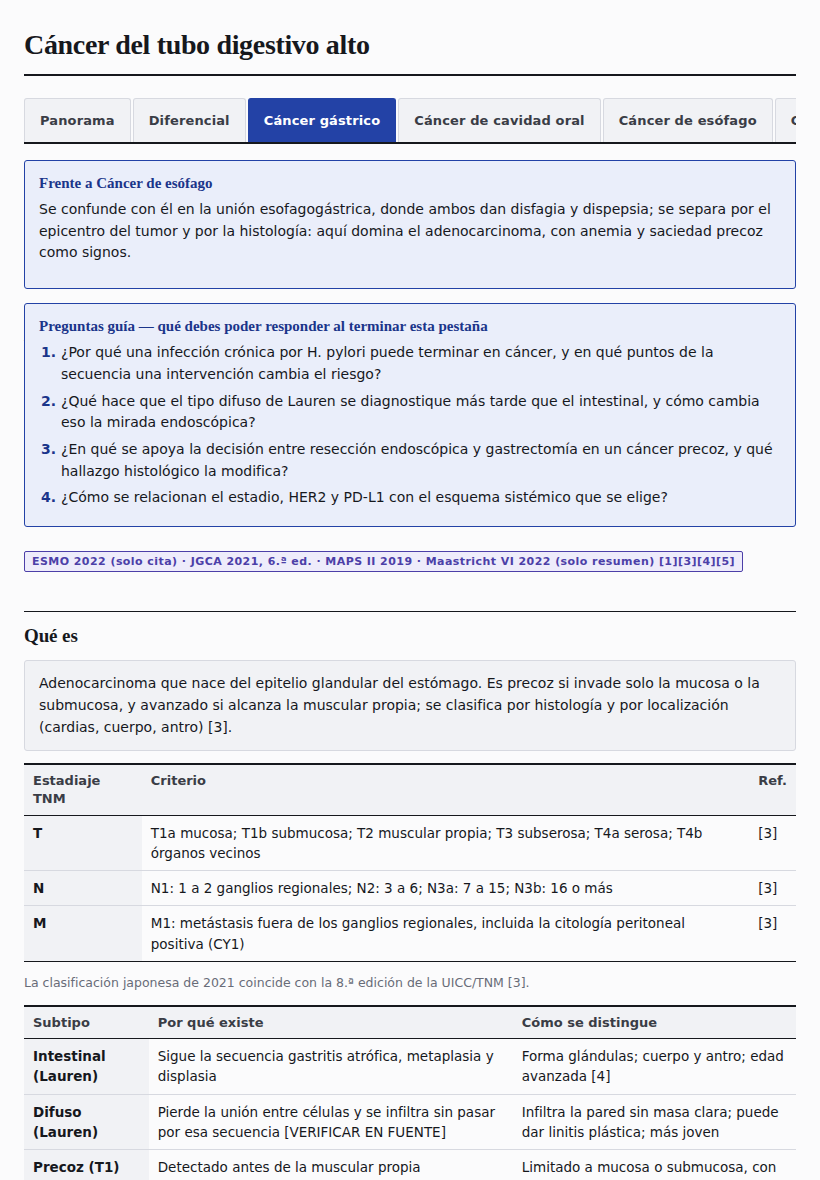 Cáncer del tubo digestivo alto
Panorama
Diferencial
Cáncer gástrico
Cáncer de cavidad oral
Cáncer de esófago
Frente a Cáncer de esófago
Se confunde con él en la unión esofagogástrica, donde ambos dan disfagia y dispepsia; se separa por el
epicentro del tumor y por la histología: aquí domina el adenocarcinoma, con anemia y saciedad precoz
como signos.
Preguntas guía — qué debes poder responder al terminar esta pestaña
1. ¿Por qué una infección crónica por H. pylori puede terminar en cáncer, y en qué puntos de la
secuencia una intervención cambia el riesgo?
2. ¿Qué hace que el tipo difuso de Lauren se diagnostique más tarde que el intestinal, y cómo cambia
eso la mirada endoscópica?
3. ¿En qué se apoya la decisión entre resección endoscópica y gastrectomía en un cáncer precoz, y qué
hallazgo histológico la modifica?
4. ¿Cómo se relacionan el estadio, HER2 y PD-L1 con el esquema sistémico que se elige?
ESMO 2022 (solo cita) · JGCA 2021, 6.ª ed. · MAPS II 2019 · Maastricht VI 2022 (solo resumen) [1][3][4][5]
Qué es
Adenocarcinoma que nace del epitelio glandular del estómago. Es precoz si invade solo la mucosa o la
submucosa, y avanzado si alcanza la muscular propia; se clasifica por histología y por localización
(cardias, cuerpo, antro) [3].
Estadiaje TNM
Criterio
Ref.
T
T1a mucosa; T1b submucosa; T2 muscular propia; T3 subserosa; T4a serosa; T4b
órganos vecinos
[3]
N
N1: 1 a 2 ganglios regionales; N2: 3 a 6; N3a: 7 a 15; N3b: 16 o más
[3]
M
M1: metástasis fuera de los ganglios regionales, incluida la citología peritoneal
positiva (CY1)
[3]
La clasificación japonesa de 2021 coincide con la 8.ª edición de la UICC/TNM [3].
Subtipo
Por qué existe
Cómo se distingue
Intestinal
(Lauren)
Sigue la secuencia gastritis atrófica, metaplasia y
displasia
Forma glándulas; cuerpo y antro; edad
avanzada [4]
Difuso
(Lauren)
Pierde la unión entre células y se infiltra sin pasar
por esa secuencia [VERIFICAR EN FUENTE]
Infiltra la pared sin masa clara; puede
dar linitis plástica; más joven
Precoz (T1)
Detectado antes de la muscular propia
Limitado a mucosa o submucosa, con